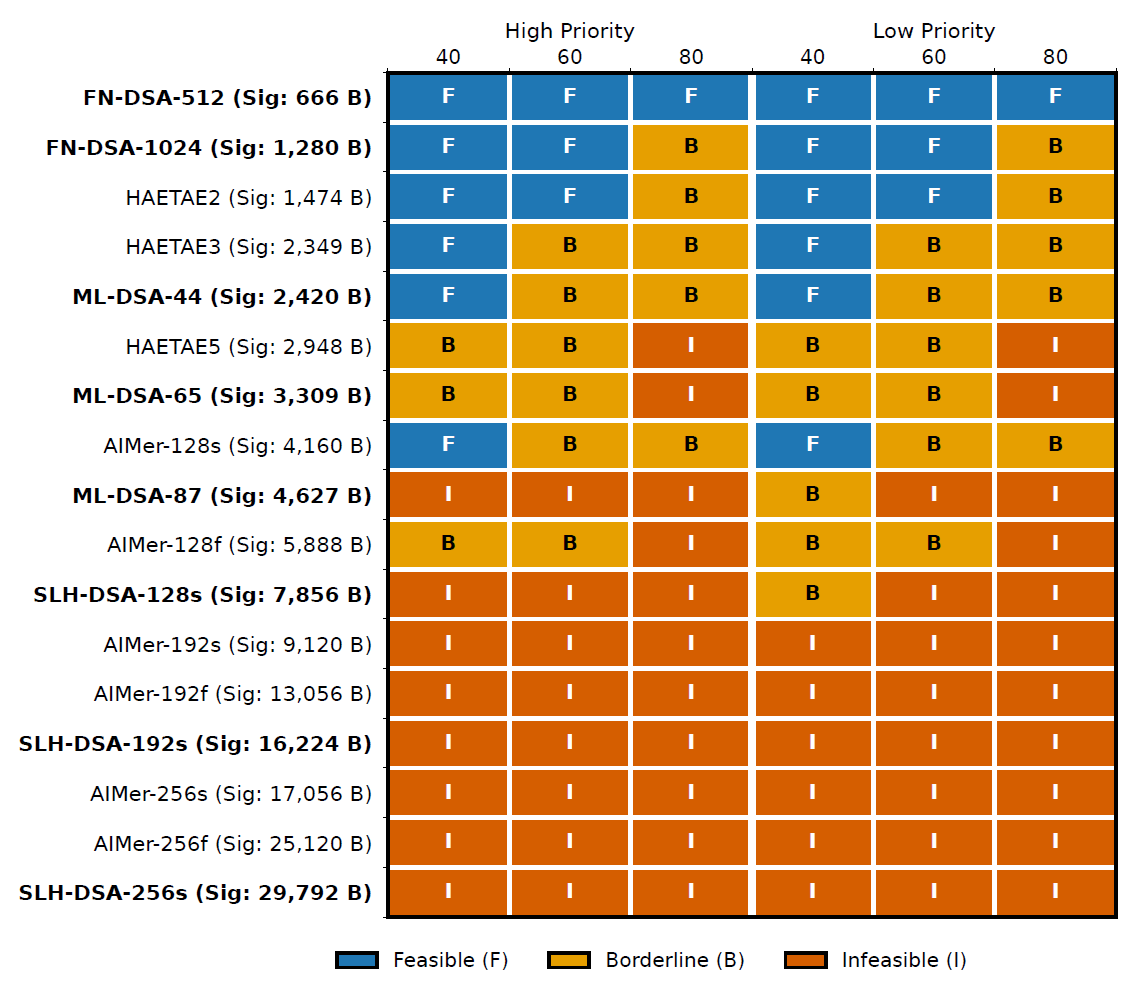 High Priority Low Priority
40 60 80 40 60 80
FN-DSA-512 (Sig: 666 B) F F F F F F
FN-DSA-1024 (Sig: 1,280 B) F F B F F B
HAETAE2 (Sig: 1,474 B) F F B F F B
HAETAE3 (Sig: 2,349 B) F B B F B B
ML-DSA-44 (Sig: 2,420 B) F B B F B B
HAETAE5 (Sig: 2,948 B) B B I B B I
ML-DSA-65 (Sig: 3,309 B) B B I B B I
AIMer-128s (Sig: 4,160 B) F B B F B B
ML-DSA-87 (Sig: 4,627 B) I I I B I I
AIMer-128f (Sig: 5,888 B) B B I B B I
SLH-DSA-128s (Sig: 7,856 B) I I I B I I
AIMer-192s (Sig: 9,120 B) I I I I I I
AIMer-192f (Sig: 13,056 B) I I I I I I
SLH-DSA-192s (Sig: 16,224 B) I I I I I I
AIMer-256s (Sig: 17,056 B) I I I I I I
AIMer-256f (Sig: 25,120 B) I I I I I I
SLH-DSA-256s (Sig: 29,792 B) I I I I I I
Feasible (F) Borderline (B) Infeasible (I)